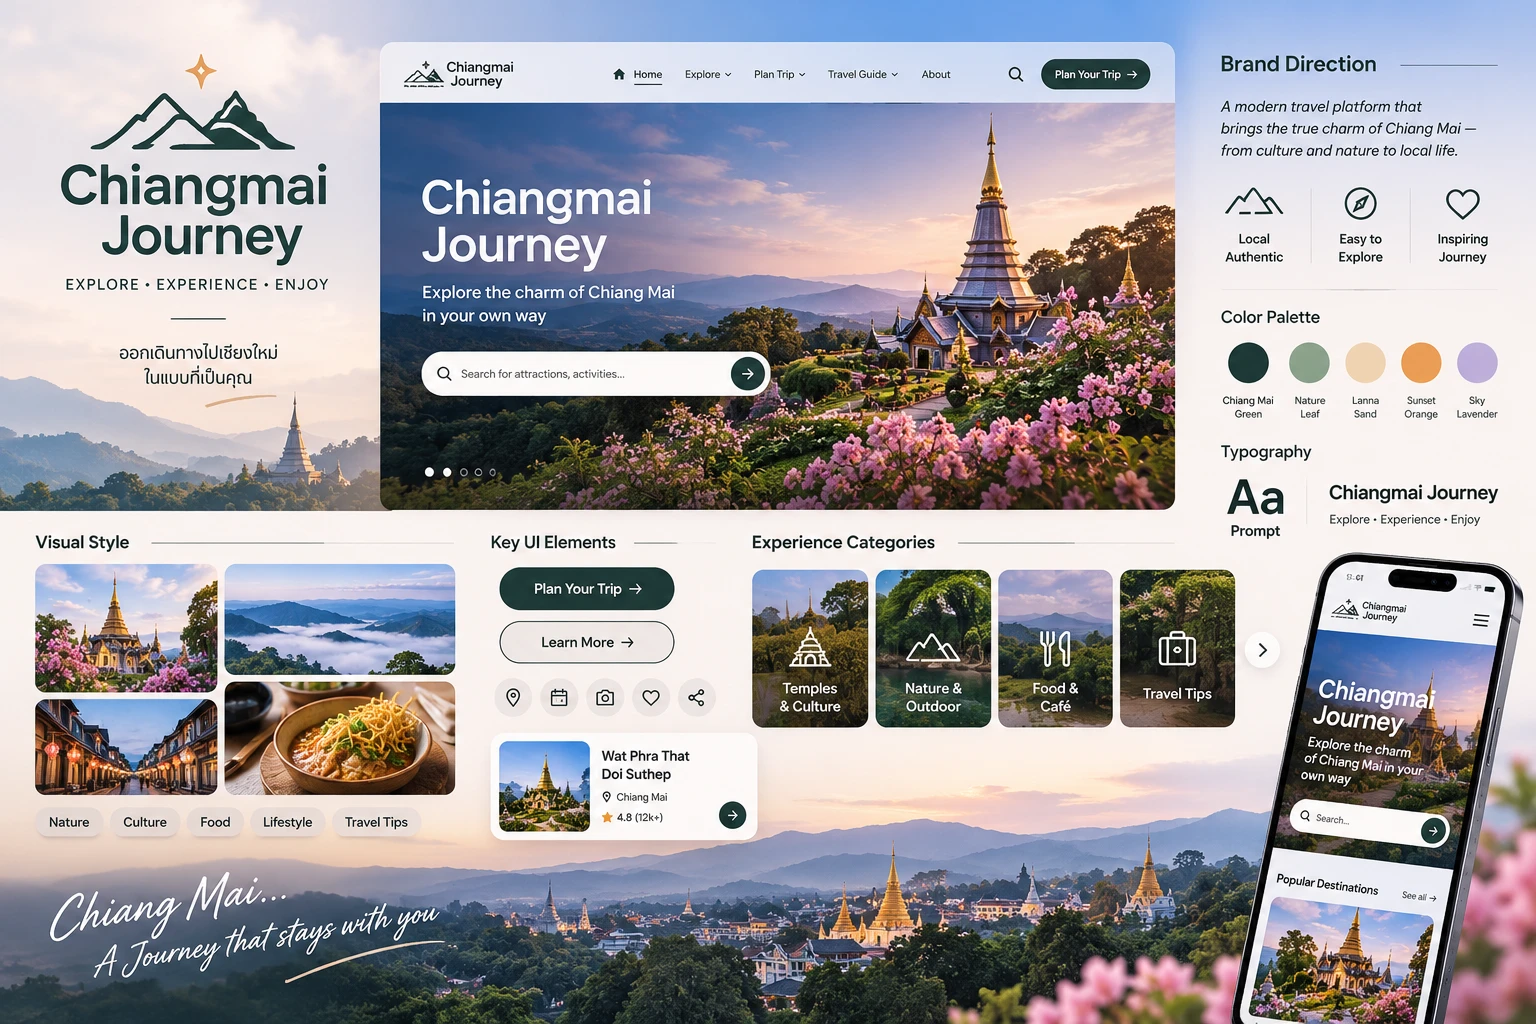 Chiangmai
Journey
EXPLORE • EXPERIENCE • ENJOY
ออกเดินทางไปเชียงใหม่
ในแบบที่เป็นคุณ
Chiangmai
Journey
Home
Explore
Plan Trip
Travel Guide
About
Plan Your Trip →
Chiangmai
Journey
Explore the charm of Chiang Mai
in your own way
Search for attractions, activities...
Brand Direction
A modern travel platform that
brings the true charm of Chiang Mai —
from culture and nature to local life.
Local
Authentic
Easy to
Explore
Inspiring
Journey
Color Palette
Chiang Mai
Green
Nature
Leaf
Lanna
Sand
Sunset
Orange
Sky
Lavender
Typography
Aa
Prompt
Chiangmai Journey
Explore • Experience • Enjoy
Visual Style
Nature
Culture
Food
Lifestyle
Travel Tips
Key UI Elements
Plan Your Trip →
Learn More →
Wat Phra That
Doi Suthep
Chiang Mai
4.8 (12k+)
Experience Categories
Temples
& Culture
Nature &
Outdoor
Food &
Café
Travel Tips
Chiang Mai...
A Journey that stays with you
Chiangmai
Journey
Chiangmai
Journey
Explore the charm
of Chiang Mai in your
own way
Search...
Popular Destinations
See all →